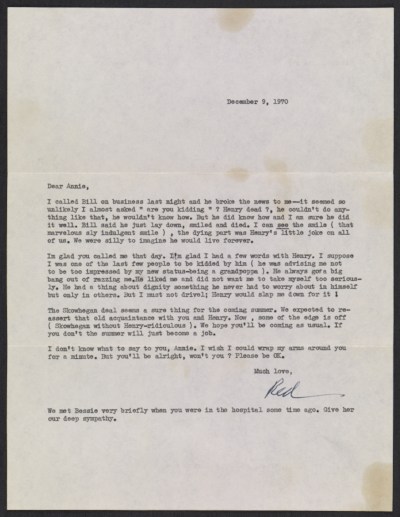 December 9, 1970
Dear Annie,
I called Bill on business last night and he broke the news to me--it seemed so
unlikely I almost asked " are you kidding" ? Henry dead ?, he couldn't do any-
thing like that, he wouldn't know how. But he did know how and I am sure he did
it well. Bill said he just lay down, smiled and died. I can see the smile ( that
marvelous sly indulgent smile ) , the dying part was Henry's little joke on all
of us. We were silly to imagine he would live forever.
Im glad you called me that day. I'm glad I had a few words with Henry. I suppose
I was one of the last few people to be kidded by him ( he was advising me not
to be too impressed by my new status-being a grandpoppa ). He always got a big
bang out of razzing me.He liked me and did not want me to take myself too serious-
ly. He had a thing about dignity something he never had to worry about in himself
but only in others. But I must not drivel; Henry would slap me down for it !
The Skowhegan deal seems a sure thing for the coming summer. We expected to re-
assert that old acquaintance with you and Henry. Now , some of the edge is off
( Skowhegan without Henry-ridiculous ). We hope you'll be coming as usual. If
you don't the summer will just become a job.
I don't know what to say to you, Annie. I wish I could wrap my arms around you
for a minute. But you'll be alright, won't you ? Please be OK.
Much love,
Red
We met Bessie very briefly when you were in the hospital some time ago. Give her
our deep sympathy.